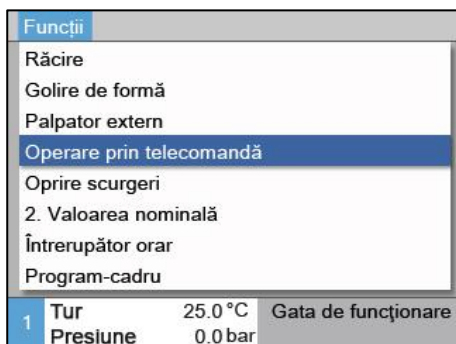 Funcții
Răcire
Golire de formă
Palpator extern
Operare prin telecomandă
Oprire scurgeri
2. Valoarea nominală
Întrerupător orar
Program-cadru
1 Tur 25.0 °C Gata de funcţionare
Presiune 0.0 bar